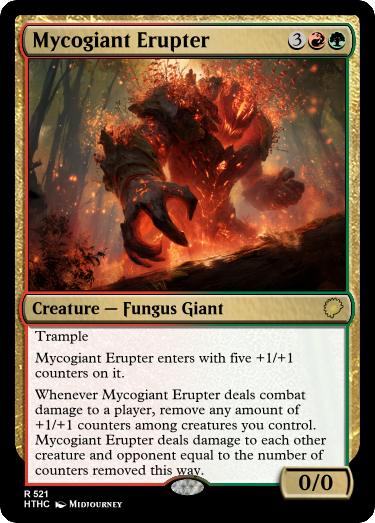 Mycogiant Erupter 3
Creature — Fungus Giant
Trample
Mycogiant Erupter enters with five +1/+1
counters on it.
Whenever Mycogiant Erupter deals combat
damage to a player, remove any amount of
+1/+1 counters among creatures you control.
Mycogiant Erupter deals damage to each other
creature and opponent equal to the number of
counters removed this way.
0/0
R 521
HTHC MIDJOURNEY